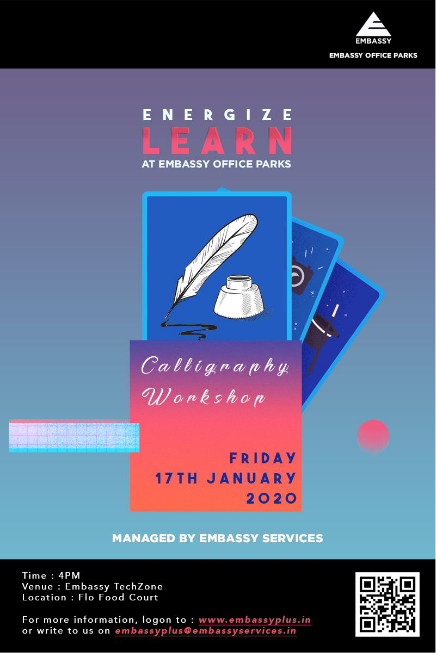 EMBASSY
EMBASSY OFFICE PARKS
ENERGIZE
LEARN
AT EMBASSY OFFICE PARKS
Calligraphy
Workshop
FRIDAY
17TH JANUARY
2020
MANAGED BY EMBASSY SERVICES
Time : 4PM
Venue : Embassy TechZone
Location : Flo Food Court
For more information, logon to : www.embassyplus.in
or write to us on embassyplus@embassyservices.in